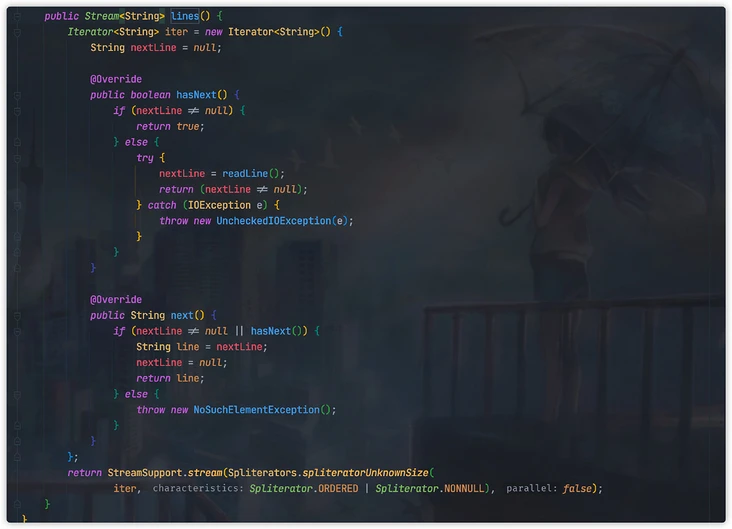 public Stream<String> lines() {
Iterator<String> iter = new Iterator<String>() {
String nextLine = null;
@Override
public boolean hasNext() {
if (nextLine ≠ null) {
return true;
} else {
try {
nextLine = readLine();
return (nextLine ≠ null);
} catch (IOException e) {
throw new UncheckedIOException(e);
}
}
}
@Override
public String next() {
if (nextLine ≠ null || hasNext()) {
String line = nextLine;
nextLine = null;
return line;
} else {
throw new NoSuchElementException();
}
}
};
return StreamSupport.stream(Spliterators.spliteratorUnknownSize(
iter, characteristics: Spliterator.ORDERED | Spliterator.NONNULL), parallel: false);
}
}